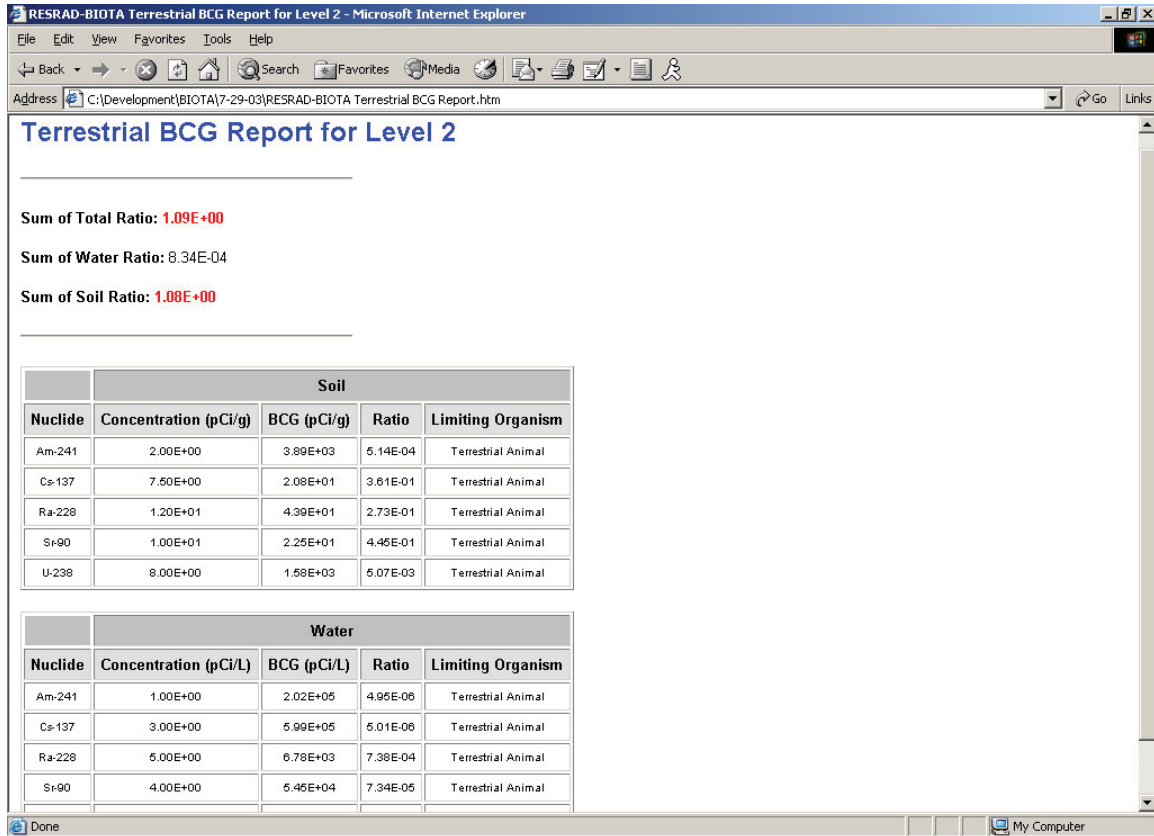 RESRAD-BIOTA Terrestrial BCG Report for Level 2 - Microsoft Internet Explorer
File Edit View Favorites Tools Help
Back Search Favorites Media
Address C:\Development\BIOTA\7-29-03\RESRAD-BIOTA Terrestrial BCG Report.htm Go Links
Terrestrial BCG Report for Level 2
Sum of Total Ratio: 1.09E+00
Sum of Water Ratio: 8.34E-04
Sum of Soil Ratio: 1.08E+00
Soil
Nuclide Concentration (pCi/g) BCG (pCi/g) Ratio Limiting Organism
Am-241 2.00E+00 3.89E+03 5.14E-04 Terrestrial Animal
Cs-137 7.50E+00 2.08E+01 3.61E-01 Terrestrial Animal
Ra-228 1.20E+01 4.39E+01 2.73E-01 Terrestrial Animal
Sr-90 1.00E+01 2.25E+01 4.45E-01 Terrestrial Animal
U-238 8.00E+00 1.58E+03 5.07E-03 Terrestrial Animal
Water
Nuclide Concentration (pCi/L) BCG (pCi/L) Ratio Limiting Organism
Am-241 1.00E+00 2.02E+05 4.95E-06 Terrestrial Animal
Cs-137 3.00E+00 5.99E+05 5.01E-06 Terrestrial Animal
Ra-228 5.00E+00 6.78E+03 7.38E-04 Terrestrial Animal
Sr-90 4.00E+00 5.45E+04 7.34E-05 Terrestrial Animal
Done My Computer